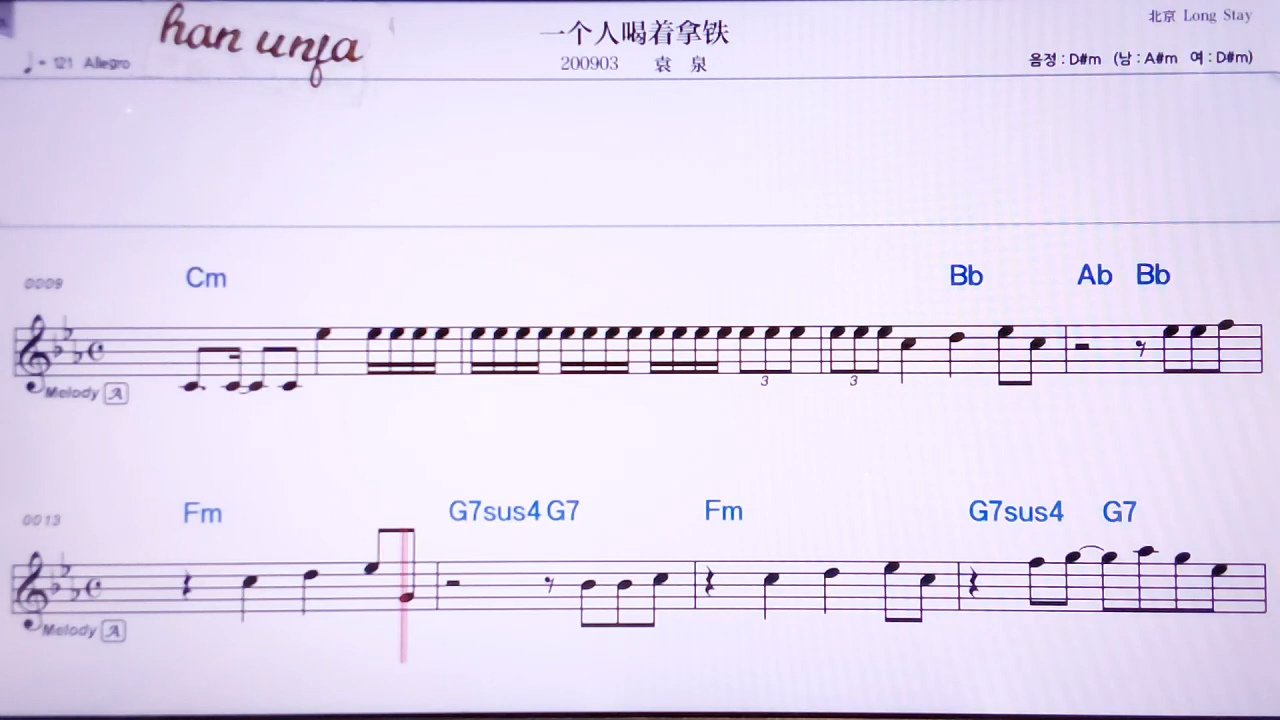 han unfa
一个人喝着拿铁
北京 Long Stay
♩= 121 Allegro
200903 袁 泉
음정 : D#m (남 : A#m 여 : D#m)
0009 Cm Bb Ab Bb
Melody A
3 3
0013 Fm G7sus4 G7 Fm G7sus4 G7
Melody A